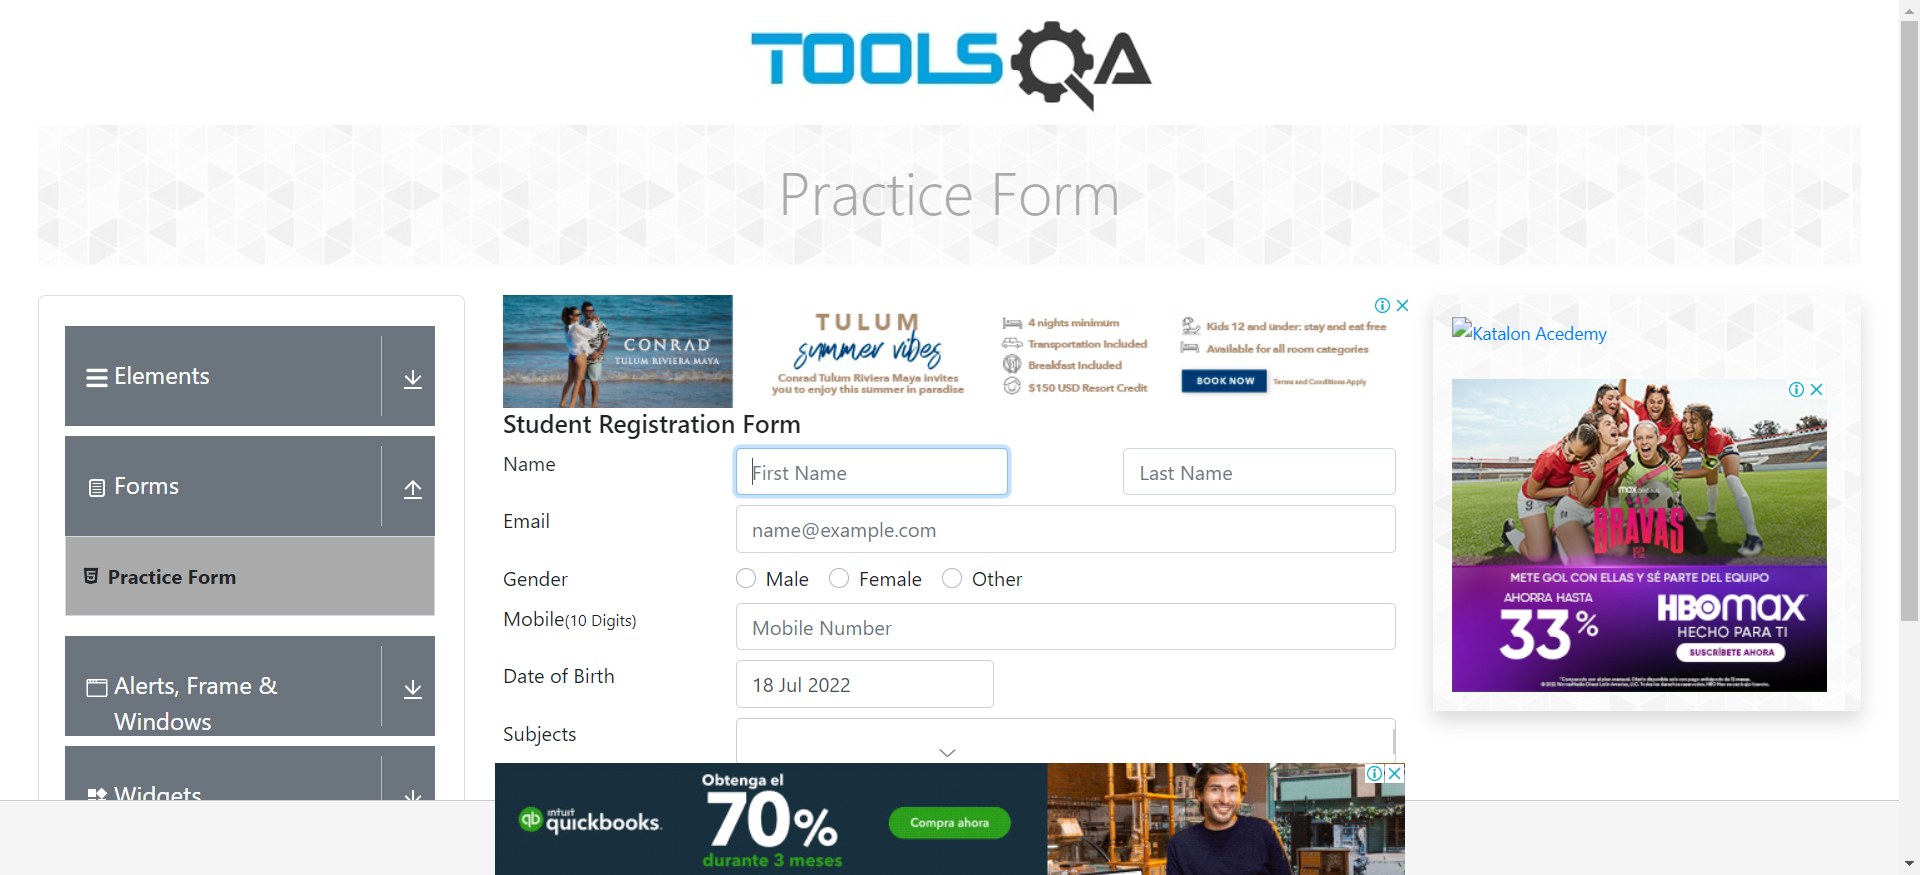 TOOLSQA
Practice Form
Elements
Forms
Practice Form
Alerts, Frame &
Windows
Widgets
CONRAD
TULUM RIVIERA MAYA
TULUM
summer vibes
Conrad Tulum Riviera Maya invites
you to enjoy this summer in paradise
4 nights minimum
Transportation Included
Breakfast Included
$150 USD Resort Credit
Kids 12 and under: stay and eat free
Available for all room categories
BOOK NOW
Terms and Conditions Apply
Student Registration Form
Name
First Name
Last Name
Email
name@example.com
Gender
Male
Female
Other
Mobile(10 Digits)
Mobile Number
Date of Birth
18 Jul 2022
Subjects
Katalon Acedemy
max ORIGINAL
BRAVAS
FC
METE GOL CON ELLAS Y SÉ PARTE DEL EQUIPO
AHORRA HASTA
33%
HBOMAX
HECHO PARA TI
SUSCRÍBETE AHORA
intuit
quickbooks.
Obtenga el
70%
durante 3 meses
Compra ahora